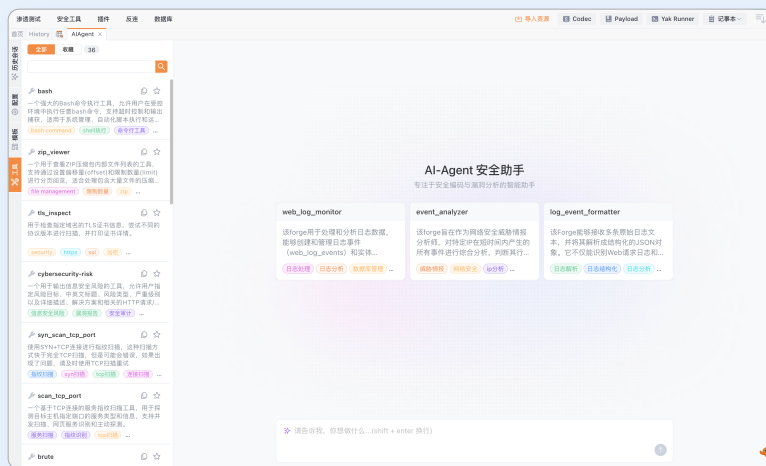 渗透测试 安全工具 插件 反连 数据库 导入资源 Codec Payload Yak Runner 记事本
首页 History AIAgent ×
历史会话
配置
模板
工具
全部 收藏 36
bash
一个强大的Bash命令执行工具，允许用户在受控
环境中执行任意bash命令，支持超时控制和输出
捕获，适用于系统管理、自动化脚本执行和运...
bash command shell执行 命令行工具 ...
zip_viewer
一个用于查看ZIP压缩包内部文件列表的工具，
支持通过设置偏移量(offset)和限制数量(limit)
进行分页阅览，适合处理包含大量文件的压缩...
file management 限制数量 zip ...
tls_inspect
用于检查指定域名的TLS证书信息，尝试不同的
协议版本进行扫描，并打印证书详情。
security https ssl 加密 ...
cybersecurity-risk
一个用于输出信息安全风险的工具，允许用户指
定风险目标、中英文标题、风险类型、严重级别
以及详细描述、解决方案和相关的HTTP请求/...
信息安全风险 漏洞报告 安全审计 ...
syn_scan_tcp_port
使用SYN+TCP连接进行指纹扫描，这种扫描方
式快于完全TCP扫描，但是可能会错误，如果出
现了问题，请及时使用TCP扫描重试
指纹扫描 syn扫描 tcp扫描 连接扫描 ...
scan_tcp_port
一个基于TCP连接的服务指纹扫描工具，用于探
测目标主机指定端口的服务类型和信息，支持并
发扫描、网页服务识别和主动探测。
服务扫描 指纹识别 tcp扫描 ...
brute
AI-Agent 安全助手
专注于安全编码与漏洞分析的智能助手
web_log_monitor
该forge用于处理和分析日志数据，
能够创建和管理日志事件
（web_log_events）和实体...
日志处理 日志分析 数据库管理 ...
event_analyzer
该forge旨在作为网络安全威胁情报
分析师，对特定IP在短时间内产生的
所有事件进行综合分析，判断其行...
威胁情报 网络安全 ip分析 ...
log_event_formatter
该Forge能够接收多条原始日志文
本，并将其解析成结构化的JSON对
象。它不仅能识别Web请求日志和...
日志解析 日志结构化 日志分析 ...
请告诉我，你想做什么...(shift + enter 换行)